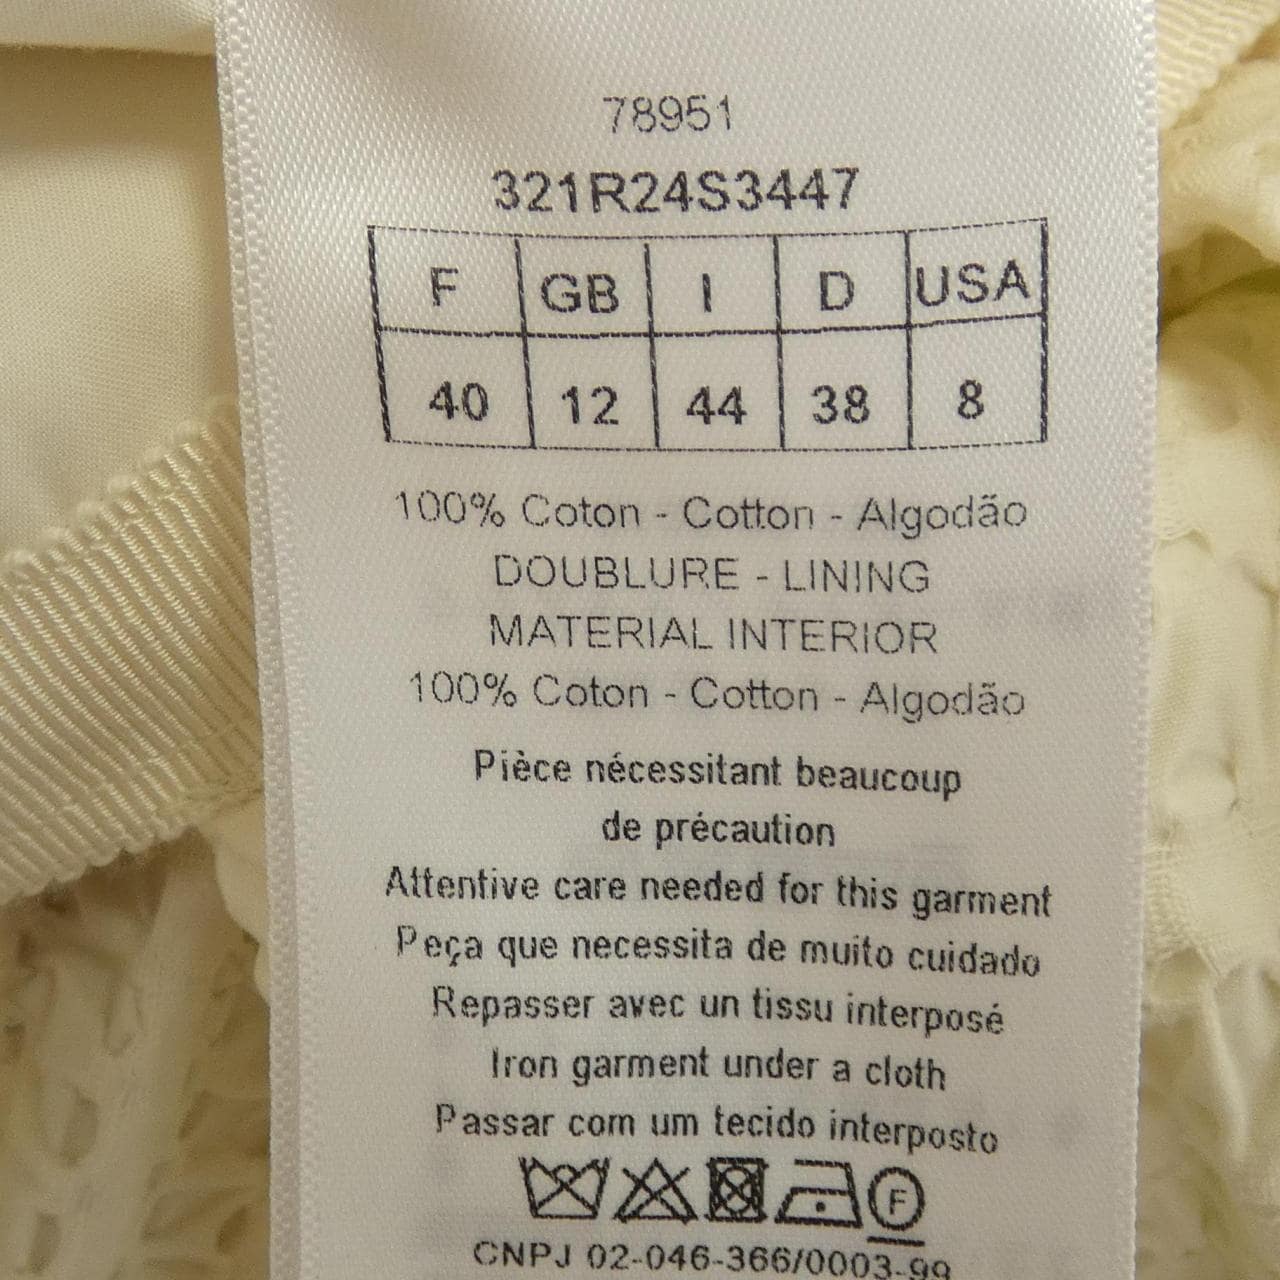 78951
321R24S3447
F GB I D USA
40 12 44 38 8
100% Coton - Cotton - Algodão
DOUBLURE - LINING
MATERIAL INTERIOR
100% Coton - Cotton - Algodão
Pièce nécessitant beaucoup
de précaution
Attentive care needed for this garment
Peça que necessita de muito cuidado
Repasser avec un tissu interposé
Iron garment under a cloth
Passar com um tecido interposto
F
CNPJ 02-046-366/0003-99